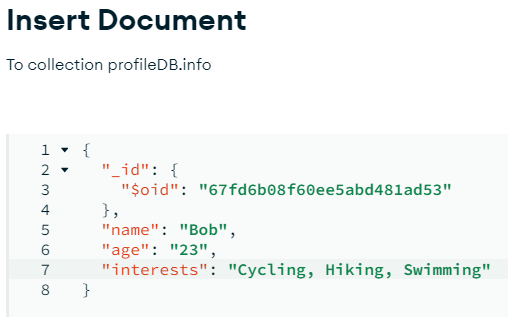 Insert Document
To collection profileDB.info
1 {
2 "_id": {
3 "$oid": "67fd6b08f60ee5abd481ad53"
4 },
5 "name": "Bob",
6 "age": "23",
7 "interests": "Cycling, Hiking, Swimming"
8 }